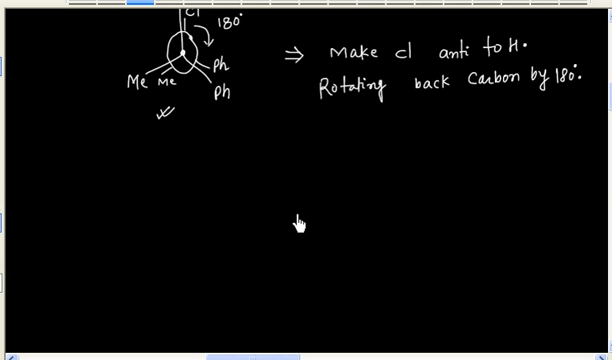 Cl
180°
⇒ Make cl anti to H.
Ph
Me Me
Rotating back Carbon by 180°.
Ph